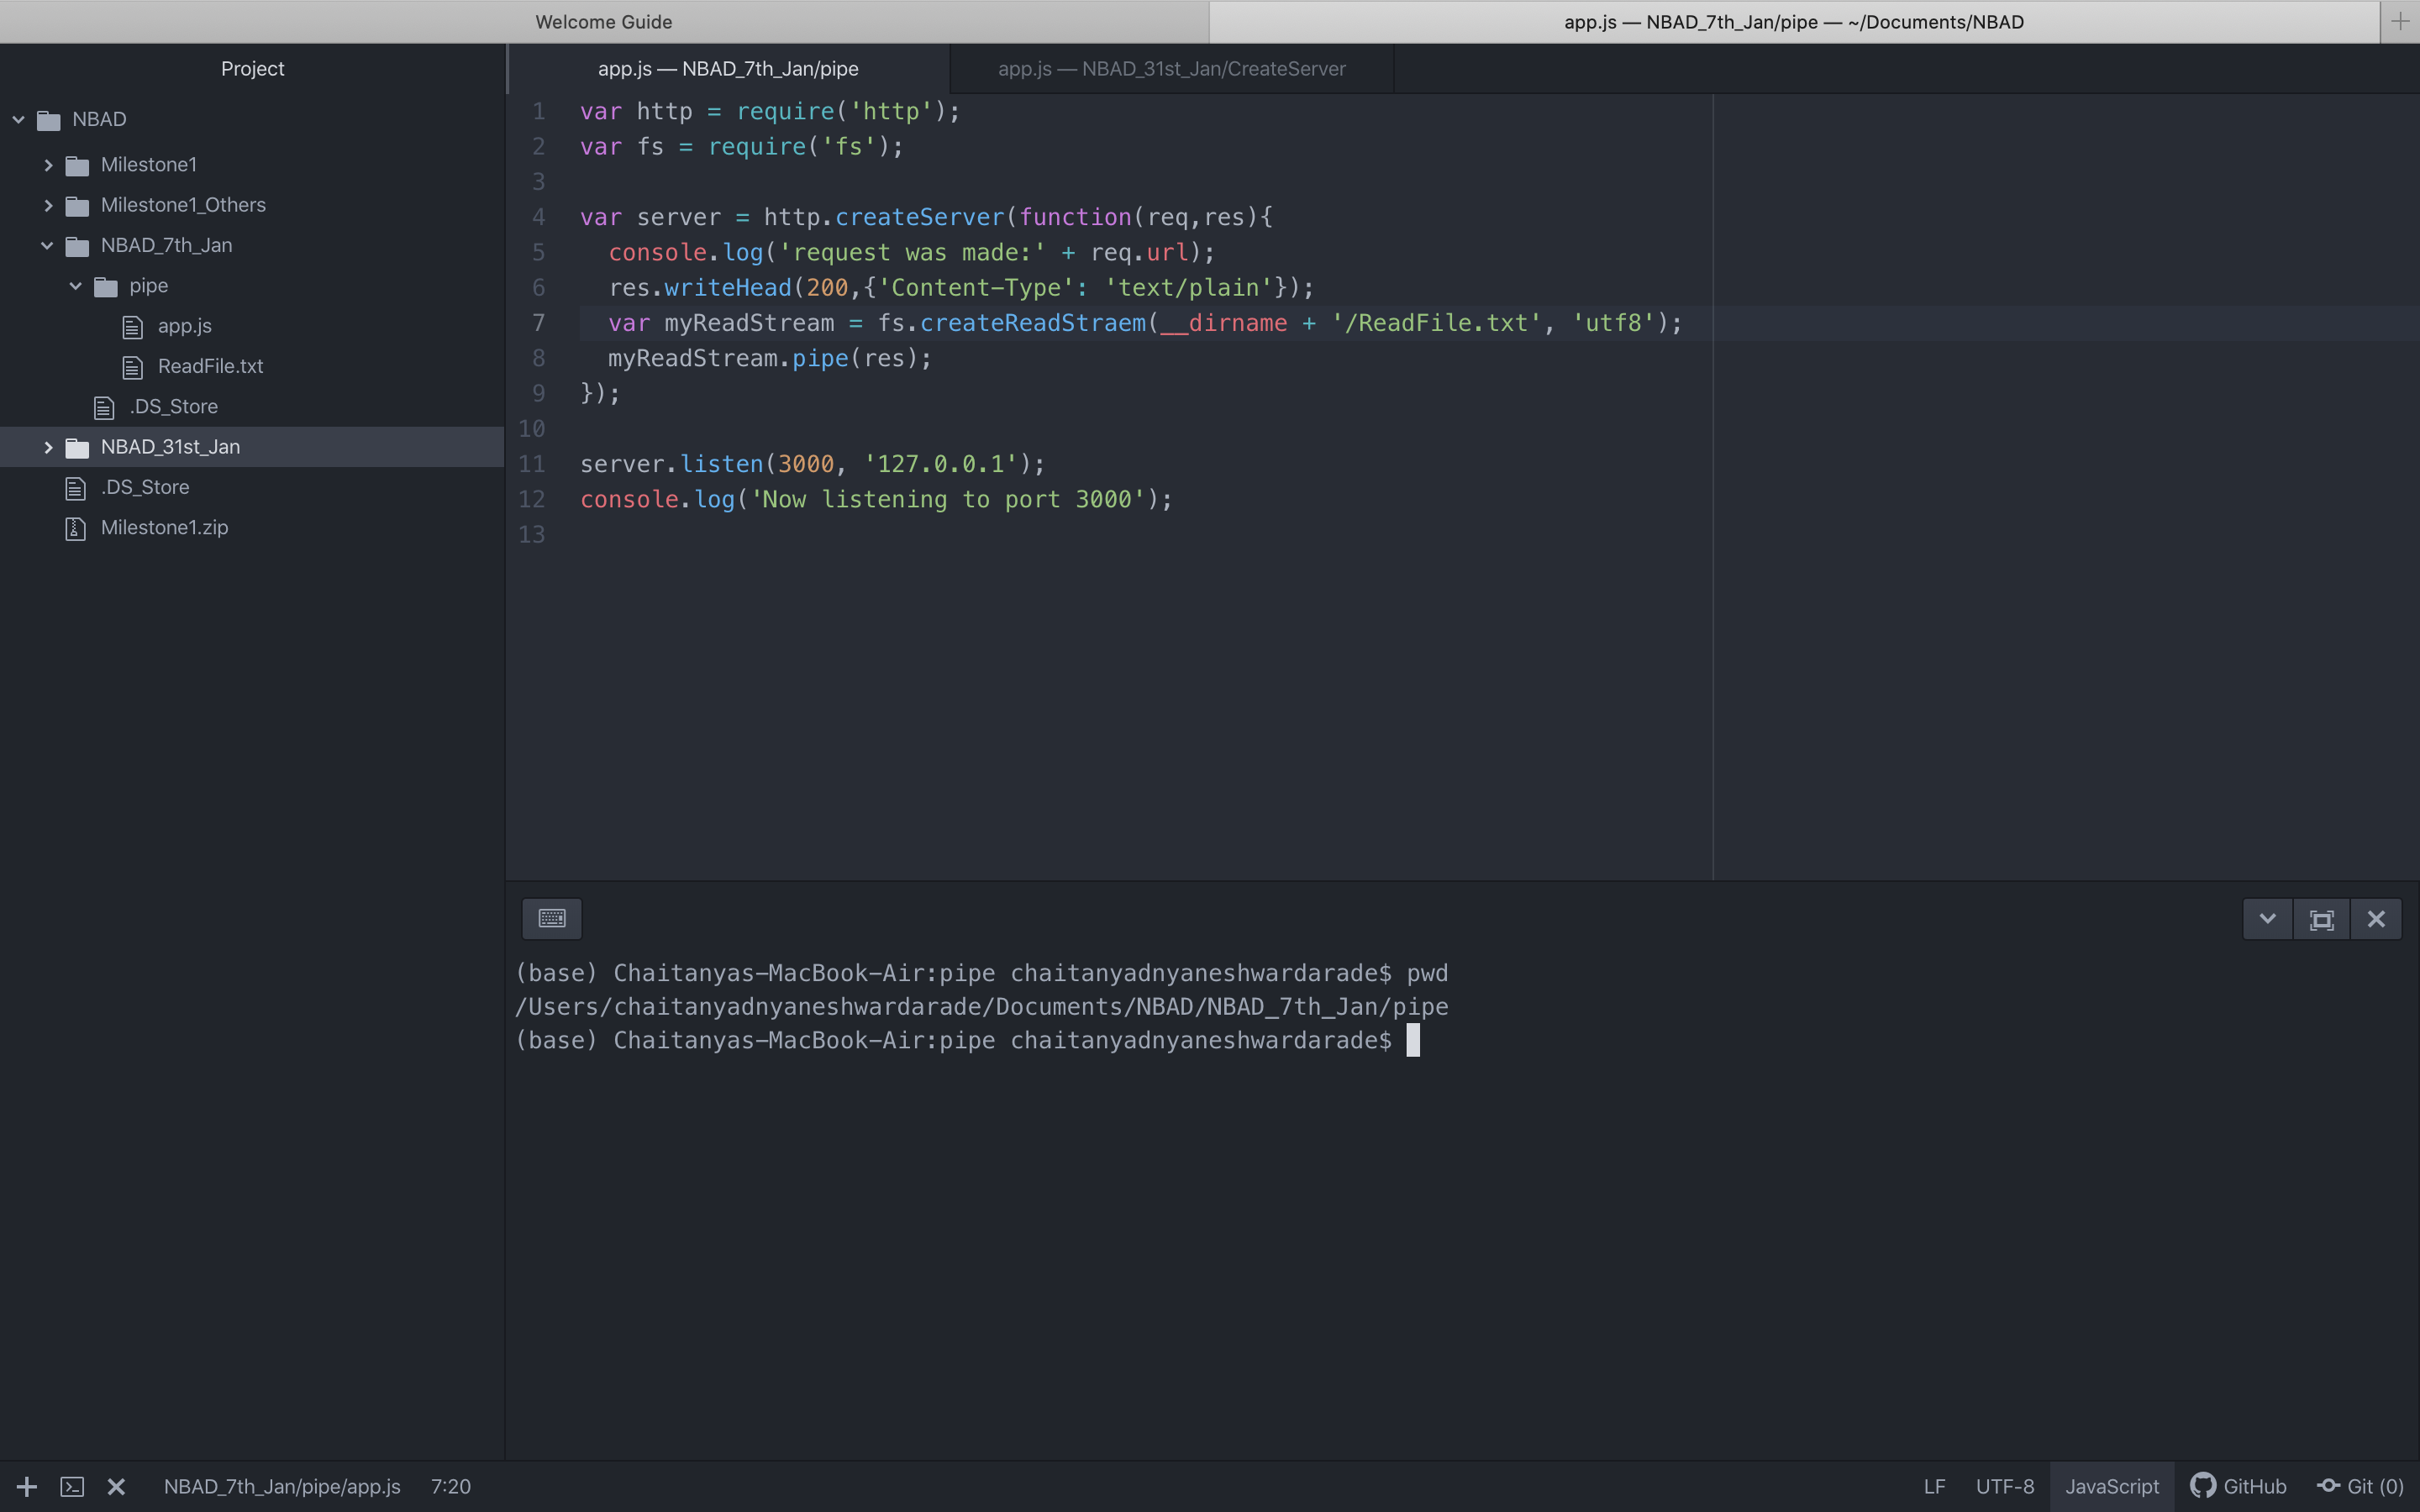 Welcome Guide
app.js — NBAD_7th_Jan/pipe — ~/Documents/NBAD
Project
NBAD
Milestone1
Milestone1_Others
NBAD_7th_Jan
pipe
app.js
ReadFile.txt
.DS_Store
NBAD_31st_Jan
.DS_Store
Milestone1.zip
app.js — NBAD_7th_Jan/pipe
app.js — NBAD_31st_Jan/CreateServer
1 var http = require('http');
2 var fs = require('fs');
3
4 var server = http.createServer(function(req,res){
5   console.log('request was made:' + req.url);
6   res.writeHead(200,{'Content-Type': 'text/plain'});
7   var myReadStream = fs.createReadStraem(__dirname + '/ReadFile.txt', 'utf8');
8   myReadStream.pipe(res);
9 });
10
11 server.listen(3000, '127.0.0.1');
12 console.log('Now listening to port 3000');
13
(base) Chaitanyas-MacBook-Air:pipe chaitanyadnyaneshwardarade$ pwd
/Users/chaitanyadnyaneshwardarade/Documents/NBAD/NBAD_7th_Jan/pipe
(base) Chaitanyas-MacBook-Air:pipe chaitanyadnyaneshwardarade$
NBAD_7th_Jan/pipe/app.js 7:20 LF UTF-8 JavaScript GitHub Git (0)